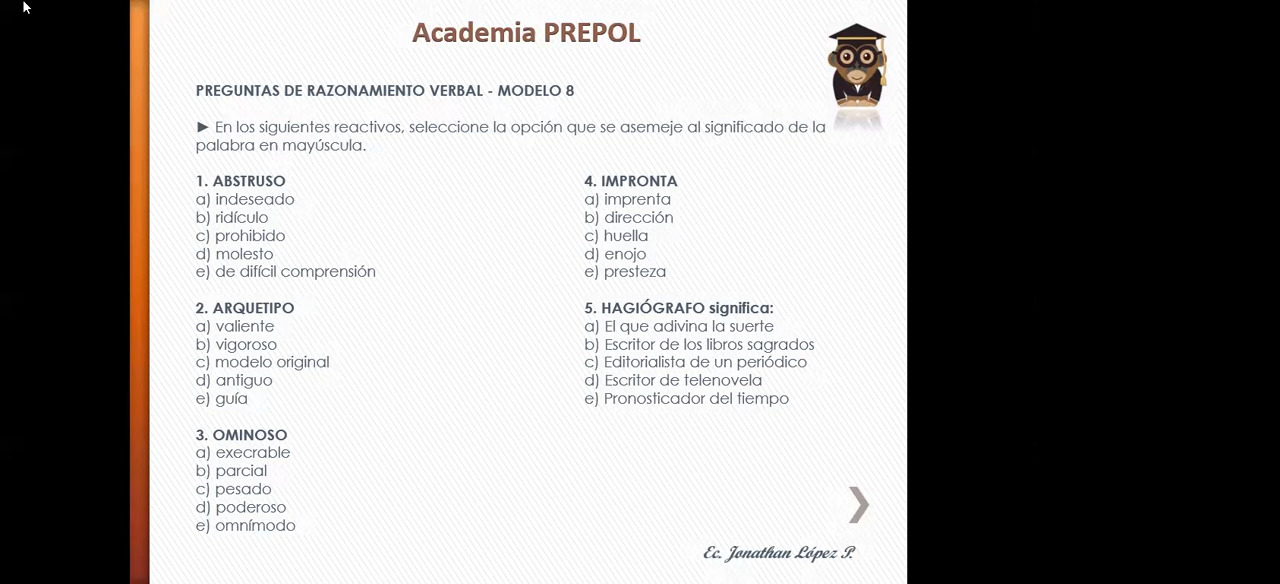 Academia PREPOL
PREGUNTAS DE RAZONAMIENTO VERBAL - MODELO 8
► En los siguientes reactivos, seleccione la opción que se asemeje al significado de la
palabra en mayúscula.
1. ABSTRUSO
a) indeseado
b) ridículo
c) prohibido
d) molesto
e) de difícil comprensión
2. ARQUETIPO
a) valiente
b) vigoroso
c) modelo original
d) antiguo
e) guía
3. OMINOSO
a) execrable
b) parcial
c) pesado
d) poderoso
e) omnímodo
4. IMPRONTA
a) imprenta
b) dirección
c) huella
d) enojo
e) presteza
5. HAGIÓGRAFO significa:
a) El que adivina la suerte
b) Escritor de los libros sagrados
c) Editorialista de un periódico
d) Escritor de telenovela
e) Pronosticador del tiempo
Ec. Jonathan López P.